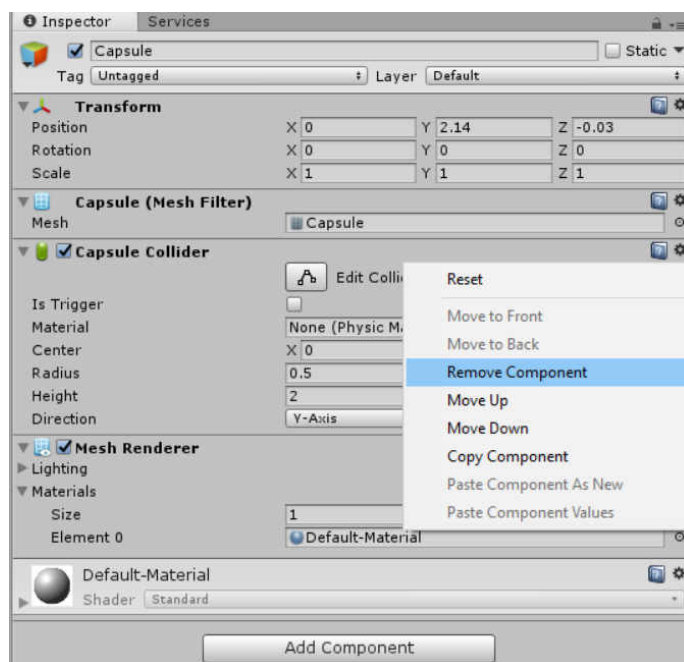 Inspector Services
Capsule Static
Tag Untagged Layer Default
Transform
Position X 0 Y 2.14 Z -0.03
Rotation X 0 Y 0 Z 0
Scale X 1 Y 1 Z 1
Capsule (Mesh Filter)
Mesh Capsule
Capsule Collider
Edit Colli
Is Trigger
Material None (Physic Ma
Center X 0
Radius 0.5
Height 2
Direction Y-Axis
Reset
Move to Front
Move to Back
Remove Component
Move Up
Move Down
Copy Component
Paste Component As New
Paste Component Values
Mesh Renderer
Lighting
Materials
Size 1
Element 0 Default-Material
Default-Material
Shader Standard
Add Component